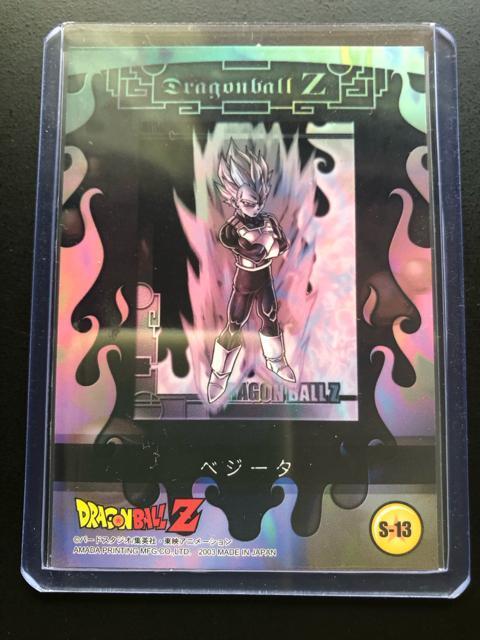 Dragonball Z
DRAGON BALL Z
ベジータ
DRAGON BALL Z
S-13
©バードスタジオ/集英社・東映アニメーション
AMADA PRINTING MFG.CO.,LTD. 2003 MADE IN JAPAN